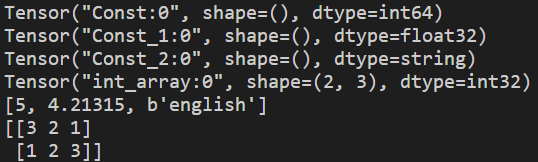 Tensor("Const:0", shape=(), dtype=int64)
Tensor("Const_1:0", shape=(), dtype=float32)
Tensor("Const_2:0", shape=(), dtype=string)
Tensor("int_array:0", shape=(2, 3), dtype=int32)
[5, 4.21315, b'english']
[[3 2 1]
 [1 2 3]]